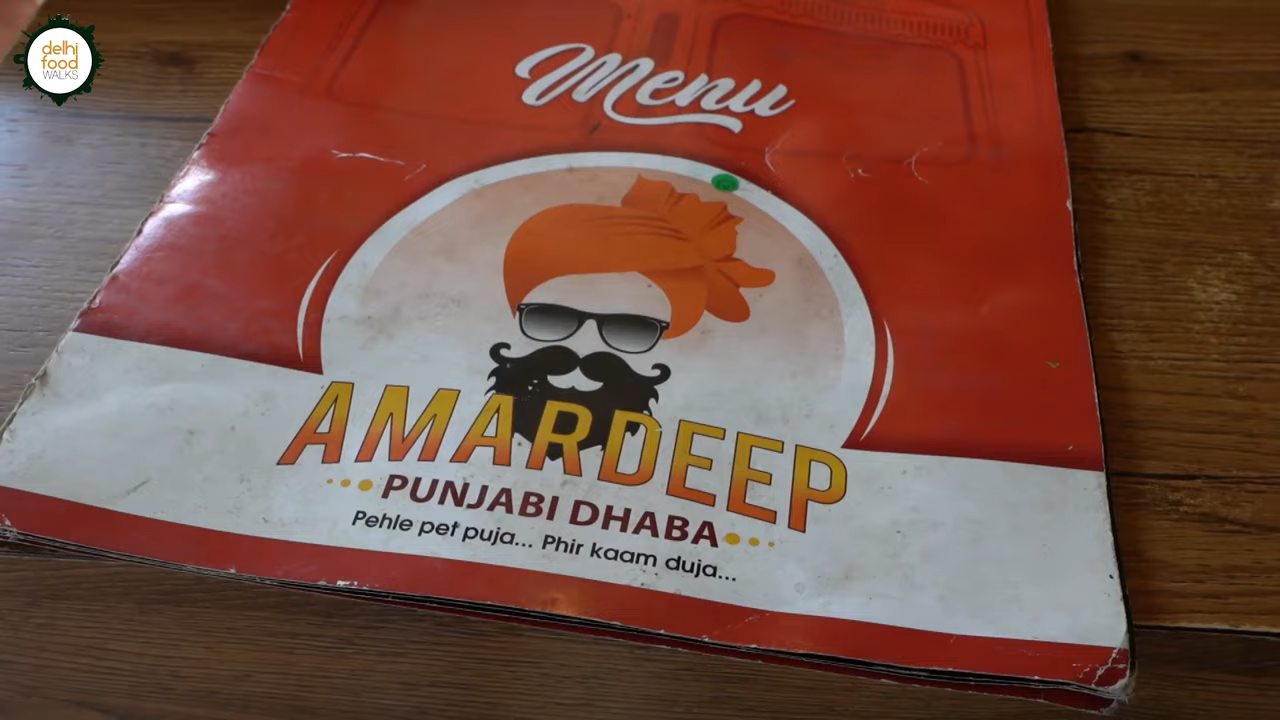 delhi
food
WALKS
Menu
AMARDEEP
PUNJABI DHABA
Pehle pet puja... Phir kaam duja...